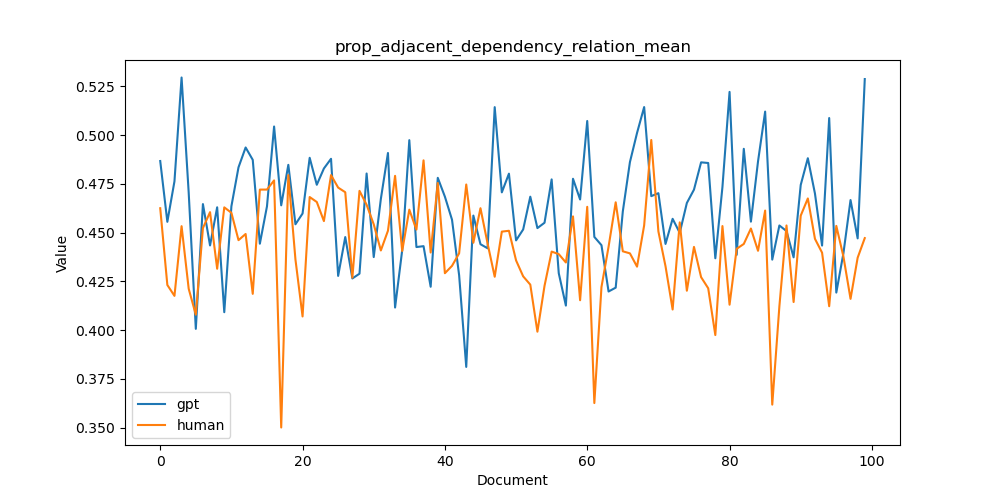 prop_adjacent_dependency_relation_mean
0.525
0.500
0.475
0.450
0.425
0.400
0.375
0.350
Value
gpt
human
0 20 40 60 80 100
Document